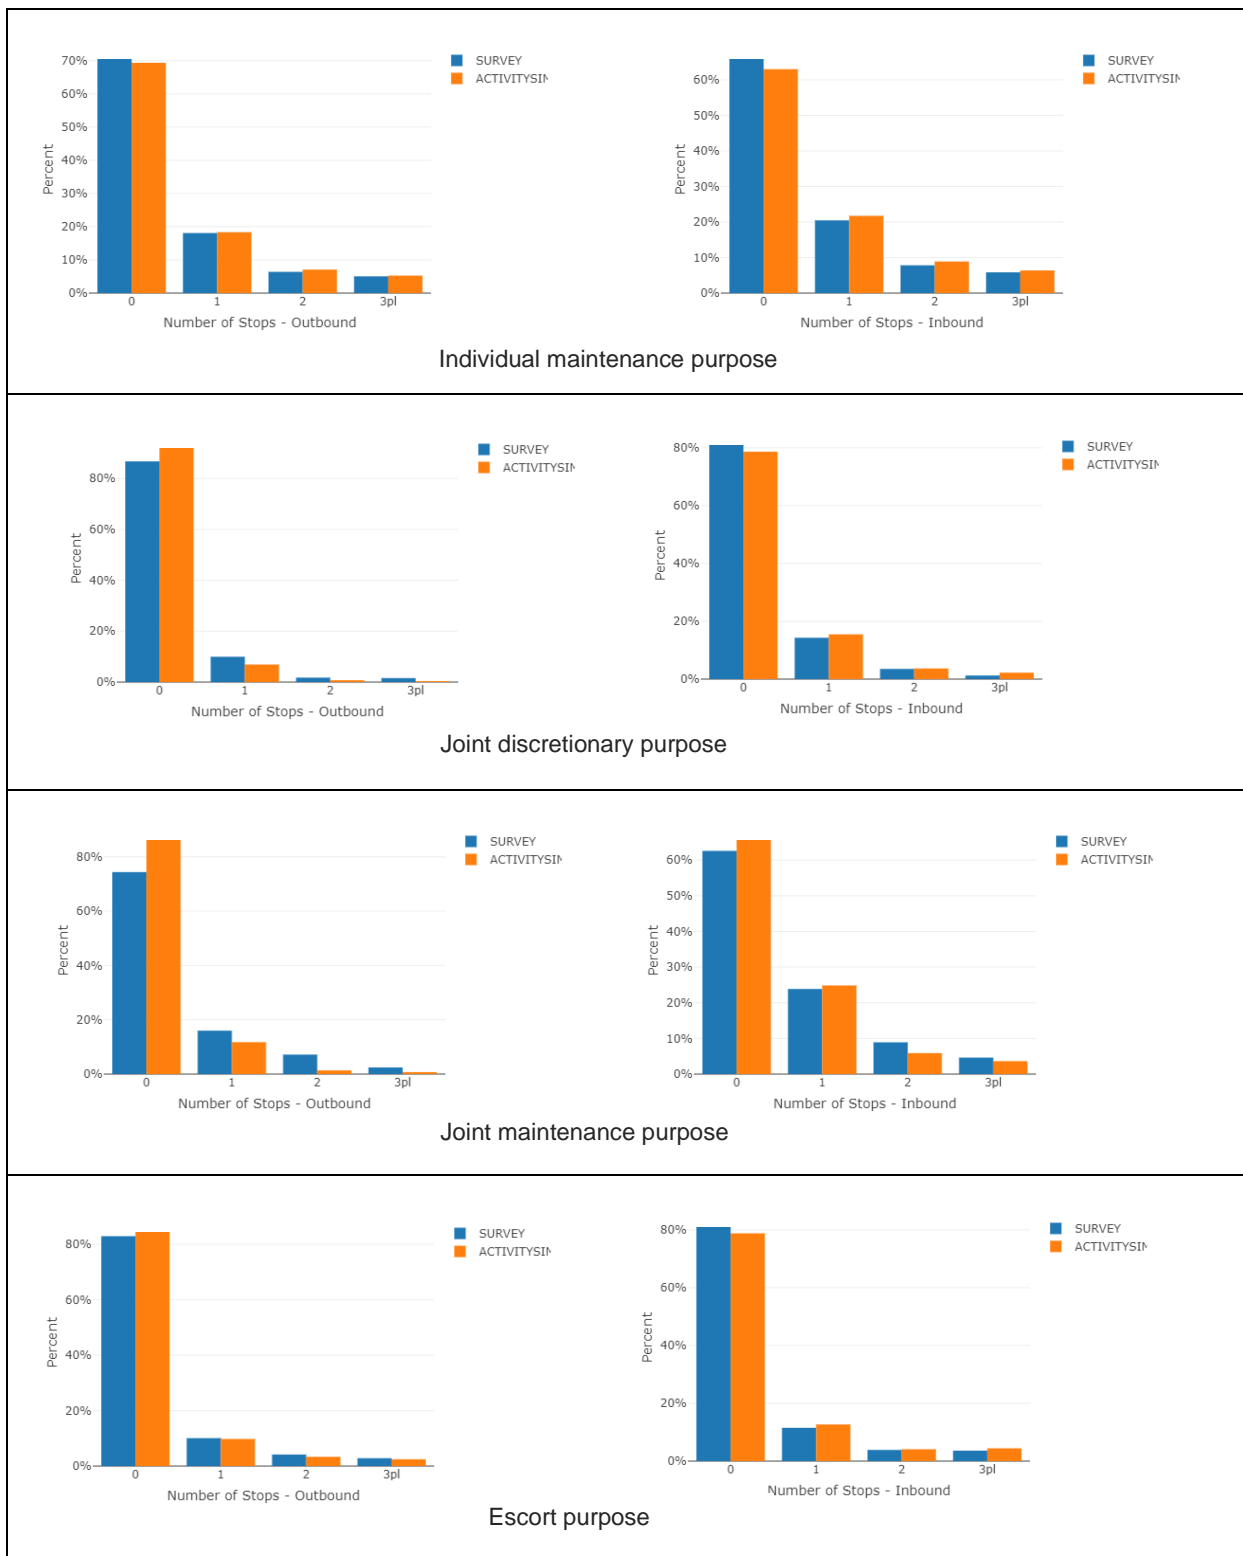 SURVEY
ACTIVITYSIM
70%
60%
50%
40%
30%
20%
10%
0%
Percent
0 1 2 3pl
Number of Stops - Outbound
SURVEY
ACTIVITYSIM
60%
50%
40%
30%
20%
10%
0%
Percent
0 1 2 3pl
Number of Stops - Inbound
Individual maintenance purpose
SURVEY
ACTIVITYSIM
80%
60%
40%
20%
0%
Percent
0 1 2 3pl
Number of Stops - Outbound
SURVEY
ACTIVITYSIM
80%
60%
40%
20%
0%
Percent
0 1 2 3pl
Number of Stops - Inbound
Joint discretionary purpose
SURVEY
ACTIVITYSIM
80%
60%
40%
20%
0%
Percent
0 1 2 3pl
Number of Stops - Outbound
SURVEY
ACTIVITYSIM
60%
50%
40%
30%
20%
10%
0%
Percent
0 1 2 3pl
Number of Stops - Inbound
Joint maintenance purpose
SURVEY
ACTIVITYSIM
80%
60%
40%
20%
0%
Percent
0 1 2 3pl
Number of Stops - Outbound
SURVEY
ACTIVITYSIM
80%
60%
40%
20%
0%
Percent
0 1 2 3pl
Number of Stops - Inbound
Escort purpose